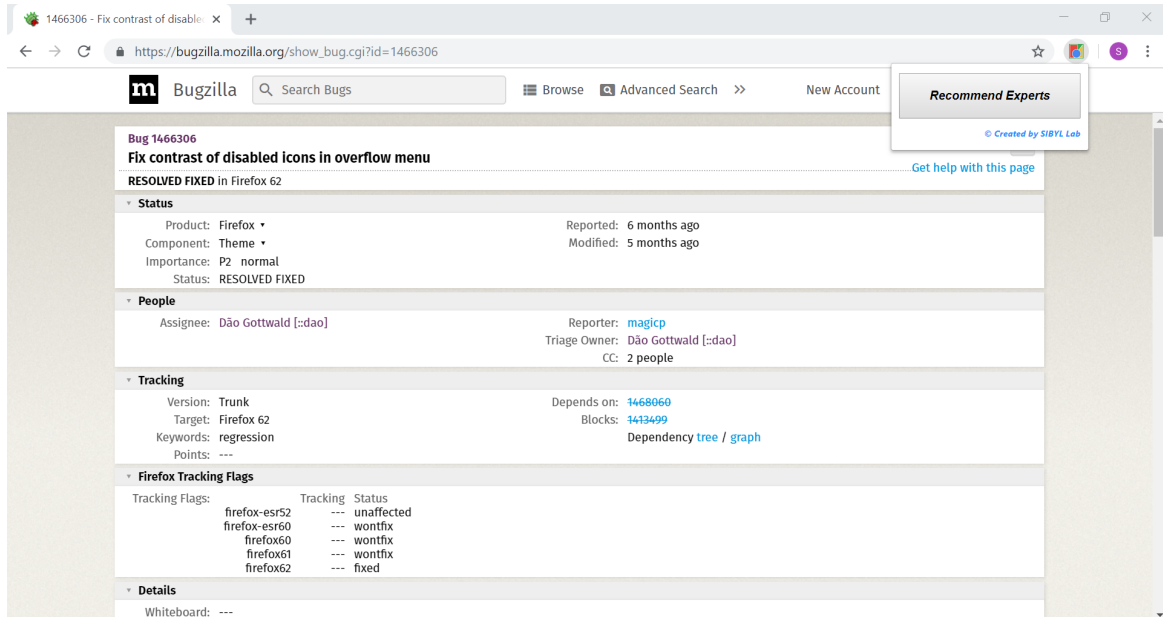 1466306 - Fix contrast of disable
https://bugzilla.mozilla.org/show_bug.cgi?id=1466306
S
m Bugzilla Search Bugs Browse Advanced Search >> New Account
Recommend Experts
© Created by SIBYL Lab
Bug 1466306
Fix contrast of disabled icons in overflow menu
Get help with this page
RESOLVED FIXED in Firefox 62
Status
Product: Firefox ▾ Reported: 6 months ago
Component: Theme ▾ Modified: 5 months ago
Importance: P2 normal
Status: RESOLVED FIXED
People
Assignee: Dão Gottwald [::dao] Reporter: magicp
Triage Owner: Dão Gottwald [::dao]
CC: 2 people
Tracking
Version: Trunk Depends on: 1468060
Target: Firefox 62 Blocks: 1413499
Keywords: regression Dependency tree / graph
Points: ---
Firefox Tracking Flags
Tracking Flags: Tracking Status
firefox-esr52 --- unaffected
firefox-esr60 --- wontfix
firefox60 --- wontfix
firefox61 --- wontfix
firefox62 --- fixed
Details
Whiteboard: ---